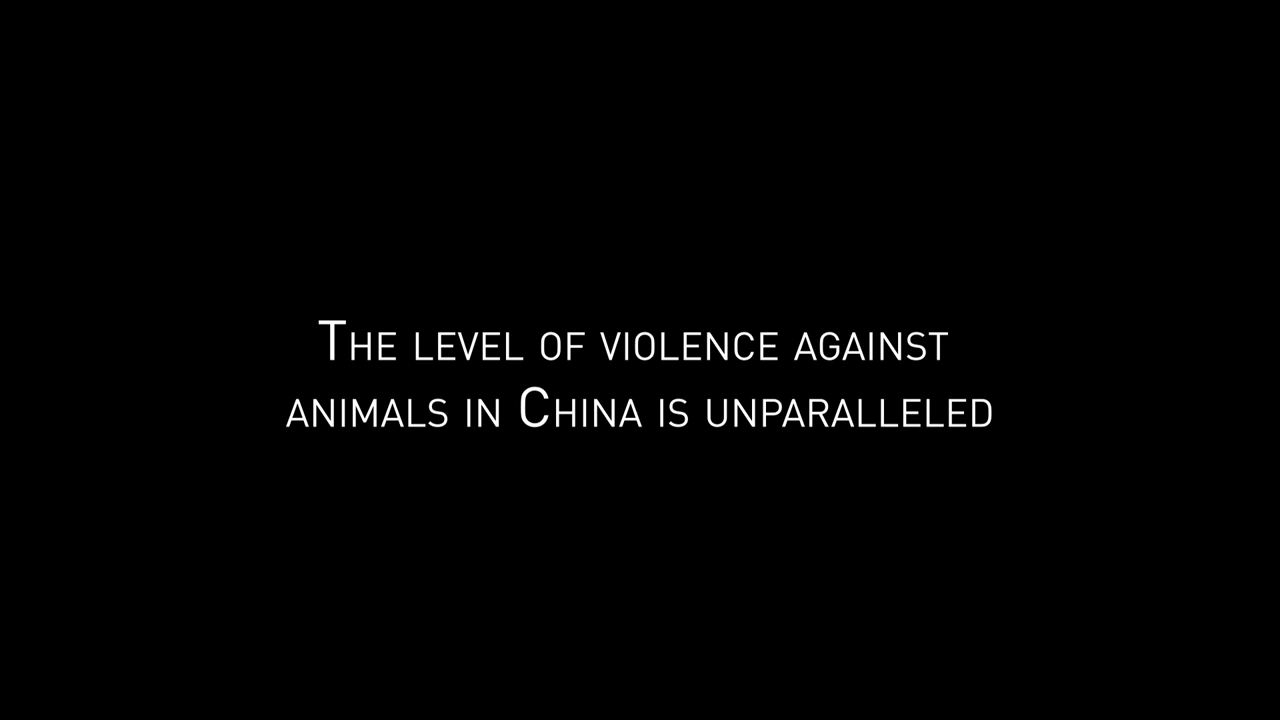 The level of violence against
animals in China is unparalleled